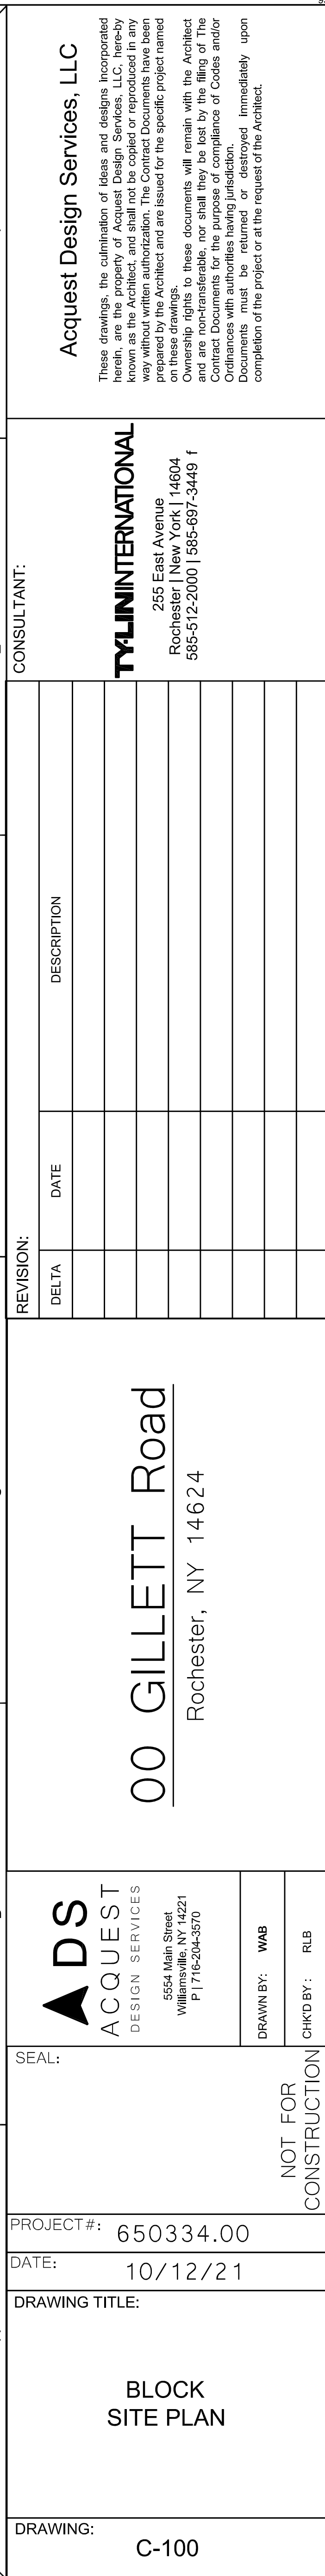 Acquest Design Services, LLC
These drawings, the culmination of ideas and designs incorporated
herein, are the property of Acquest Design Services, LLC, here-by
known as the Architect, and shall not be copied or reproduced in any
way without written authorization. The Contract Documents have been
prepared by the Architect and are issued for the specific project named
on these drawings.
Ownership rights to these documents will remain with the Architect
and are non-transferable, nor shall they be lost by the filing of The
Contract Documents for the purpose of compliance of Codes and/or
Ordinances with authorities having jurisdiction.
Documents must be returned or destroyed immediately upon
completion of the project or at the request of the Architect.
CONSULTANT:
TY·LININTERNATIONAL
255 East Avenue
Rochester | New York | 14604
585-512-2000 | 585-697-3449 f
REVISION:
DELTA DATE DESCRIPTION
00 GILLETT Road
Rochester, NY 14624
ADS
ACQUEST
DESIGN SERVICES
5554 Main Street
Williamsville, NY 14221
P | 716-204-3570
DRAWN BY: WAB
CHK'D BY : RLB
SEAL:
NOT FOR
CONSTRUCTION
PROJECT#: 650334.00
DATE: 10/12/21
DRAWING TITLE:
BLOCK
SITE PLAN
DRAWING:
C-100